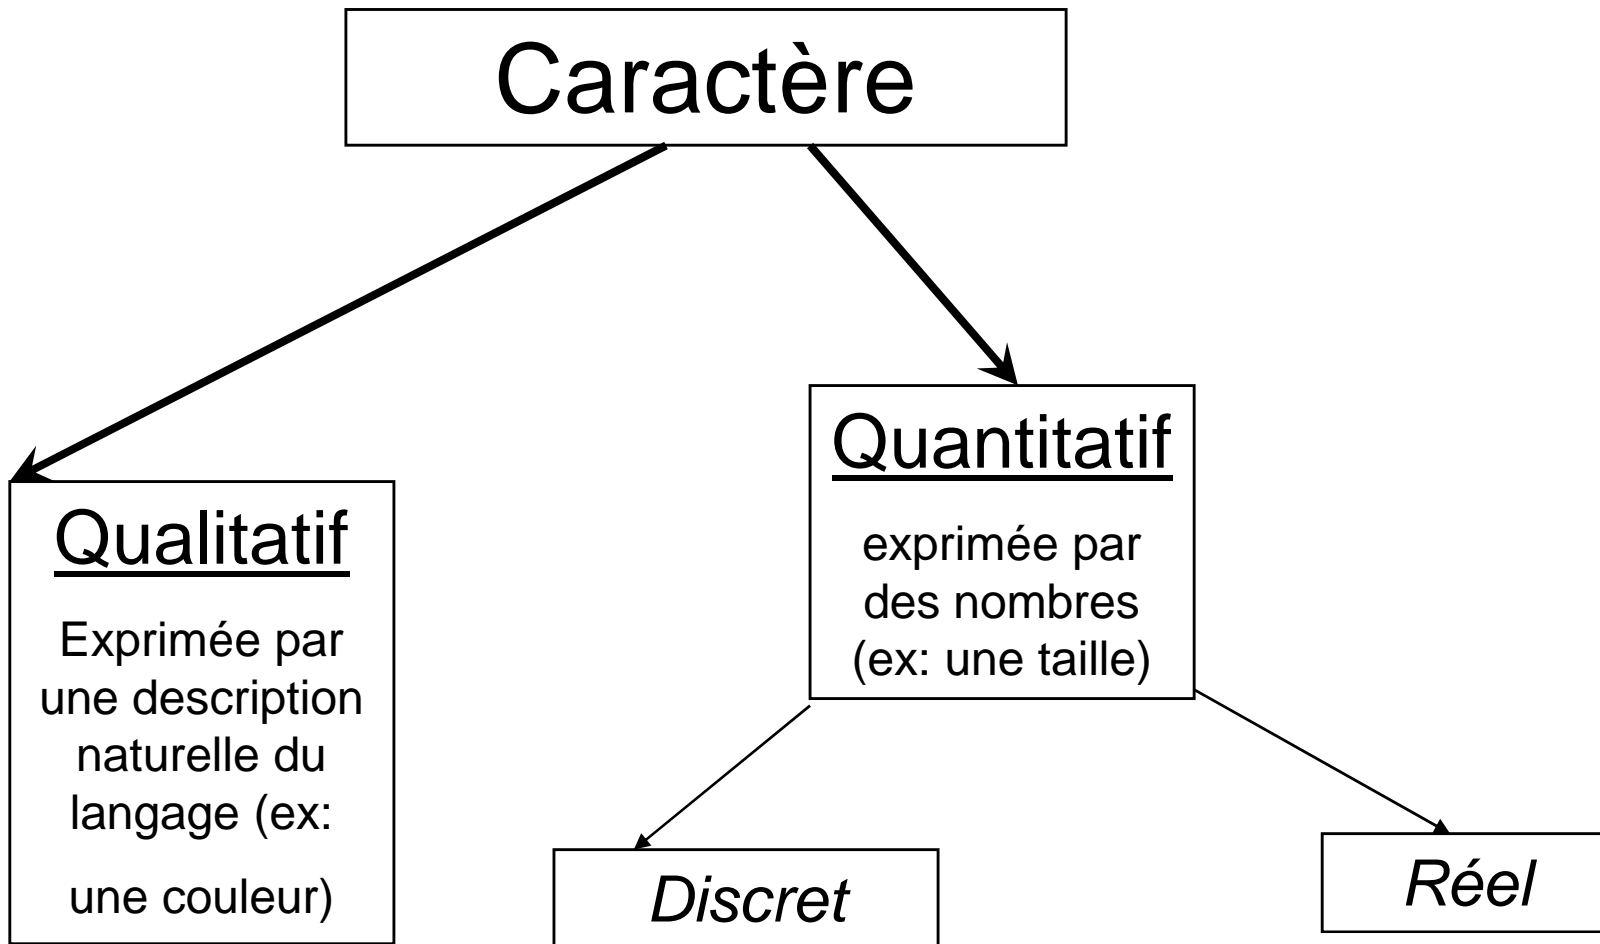 Caractère
Qualitatif
Exprimée par
une description
naturelle du
langage (ex:
une couleur)
Quantitatif
exprimée par
des nombres
(ex: une taille)
Discret
Réel